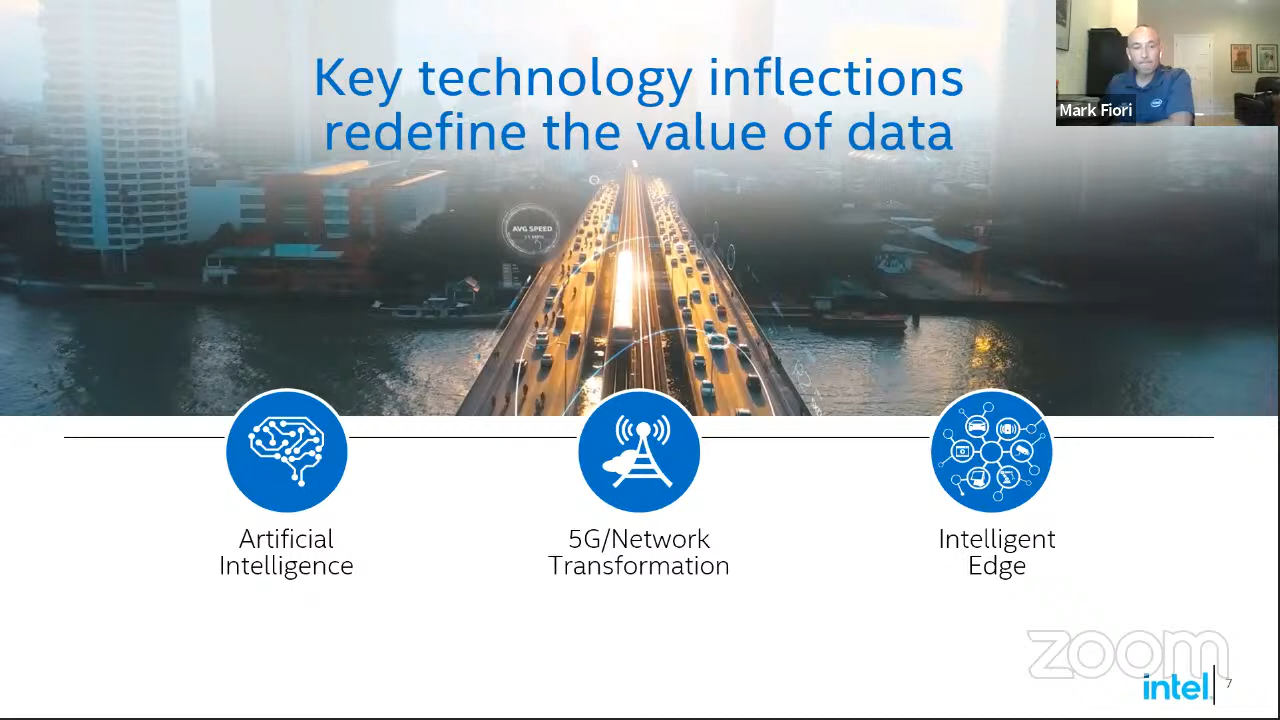 Key technology inflections
redefine the value of data
Mark Fiori
intel
AVG SPEED
Artificial
Intelligence
5G/Network
Transformation
Intelligent
Edge
zoom
intel
7